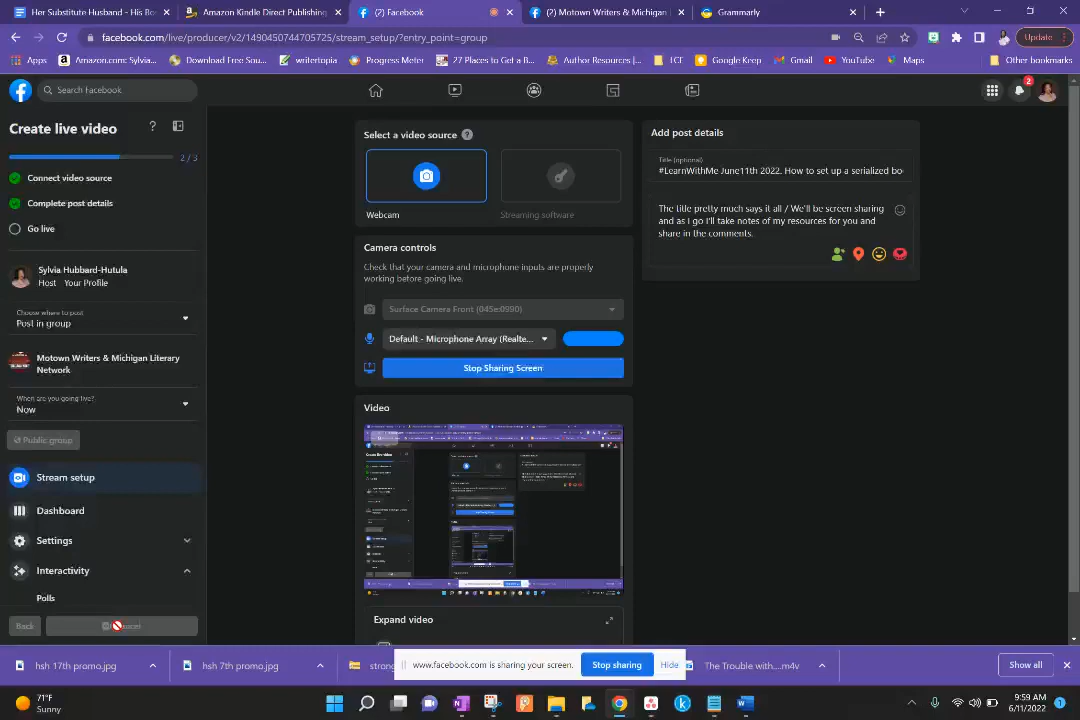 Her Substitute Husband - His Bo
Amazon Kindle Direct Publishing
(2) Facebook
(2) Motown Writers & Michigan
Grammarly
facebook.com/live/producer/v2/1490450744705725/stream_setup/?entry_point=group
Update
Apps
Amazon.com: Sylvia...
Download Free Sou...
writertopia
Progress Meter
27 Places to Get a B...
Author Resources |...
LCE
Google Keep
Gmail
YouTube
Maps
Other bookmarks
Search Facebook
2
Create live video
2 / 3
Connect video source
Complete post details
Go live
Sylvia Hubbard-Hutula
Host · Your Profile
Choose where to post
Post in group
Motown Writers & Michigan Literary
Network
When are you going live?
Now
Public group
Stream setup
Dashboard
Settings
Interactivity
Polls
Back
Select a video source
Webcam
Streaming software
Camera controls
Check that your camera and microphone inputs are properly
working before going live.
Surface Camera Front (045e:0990)
Default - Microphone Array (Realte...
Stop Sharing Screen
Video
Expand video
Add post details
Title (optional)
#LearnWithMe June11th 2022. How to set up a serialized bo
The title pretty much says it all / We'll be screen sharing
and as i go I'll take notes of my resources for you and
share in the comments.
hsh 17th promo.jpg
hsh 7th promo.jpg
strong
www.facebook.com is sharing your screen.
Stop sharing
Hide
The Trouble with....m4v
Show all
71°F
Sunny
9:59 AM
6/11/2022
1